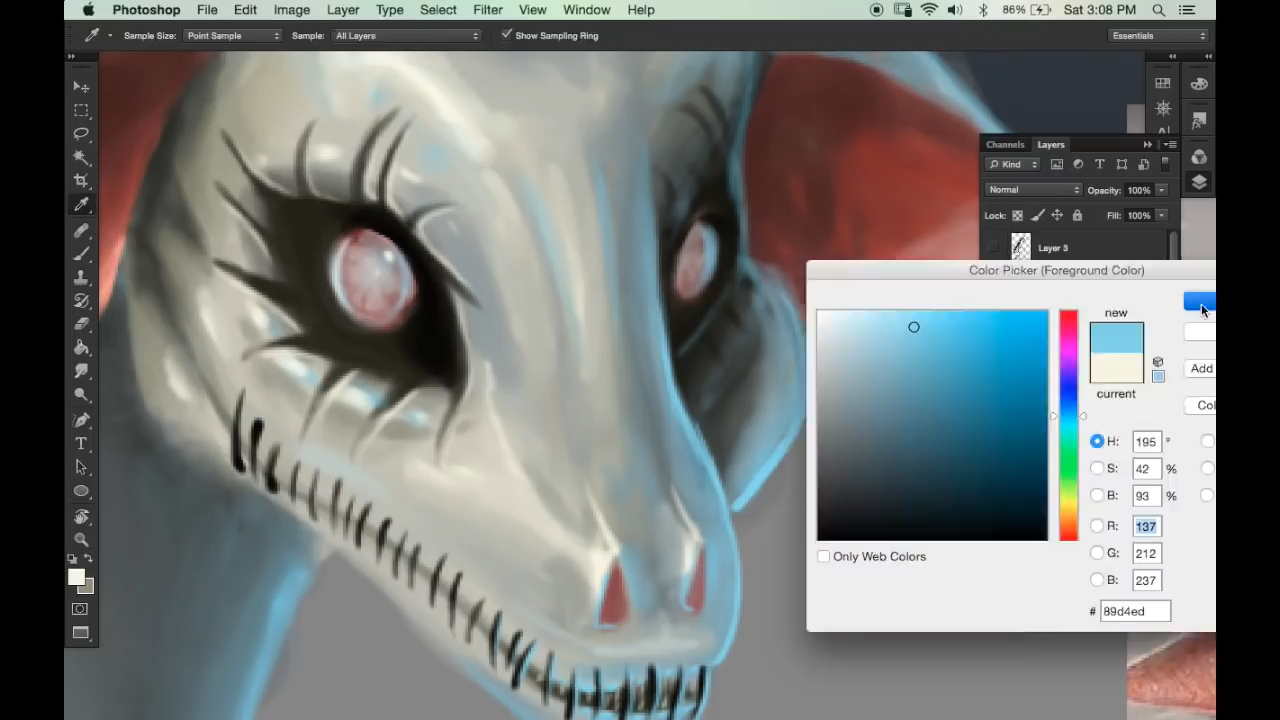 Photoshop File Edit Image Layer Type Select Filter View Window Help 86% Sat 3:08 PM
Sample Size: Point Sample Sample: All Layers Show Sampling Ring Essentials
Channels Layers
Kind
Normal Opacity: 100%
Lock: Fill: 100%
Layer 3
Color Picker (Foreground Color)
new
current
Add
Col
H: 195 °
S: 42 %
B: 93 %
R: 137
G: 212
B: 237
Only Web Colors
# 89d4ed